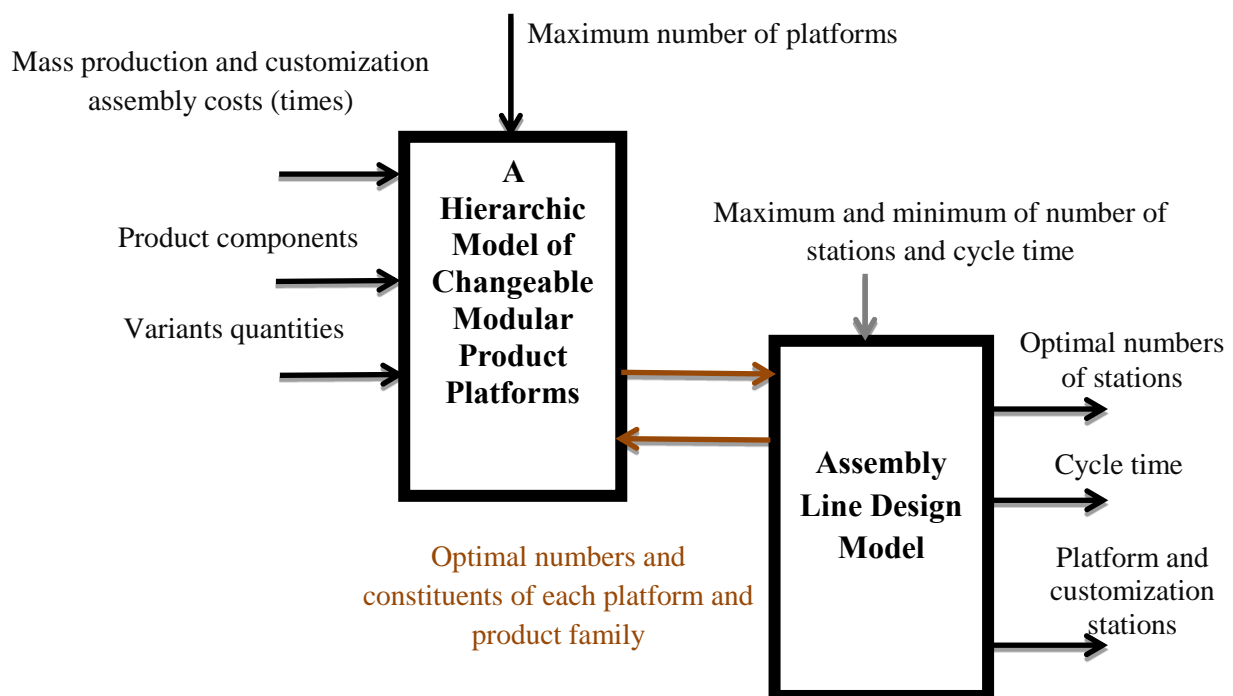 Maximum number of platforms
Mass production and customization
assembly costs (times)
A
Hierarchic
Model of
Changeable
Modular
Product
Platforms
Product components
Variants quantities
Maximum and minimum of number of
stations and cycle time
Optimal numbers
of stations
Assembly
Line Design
Model
Cycle time
Optimal numbers and
constituents of each platform and
product family
Platform and
customization
stations